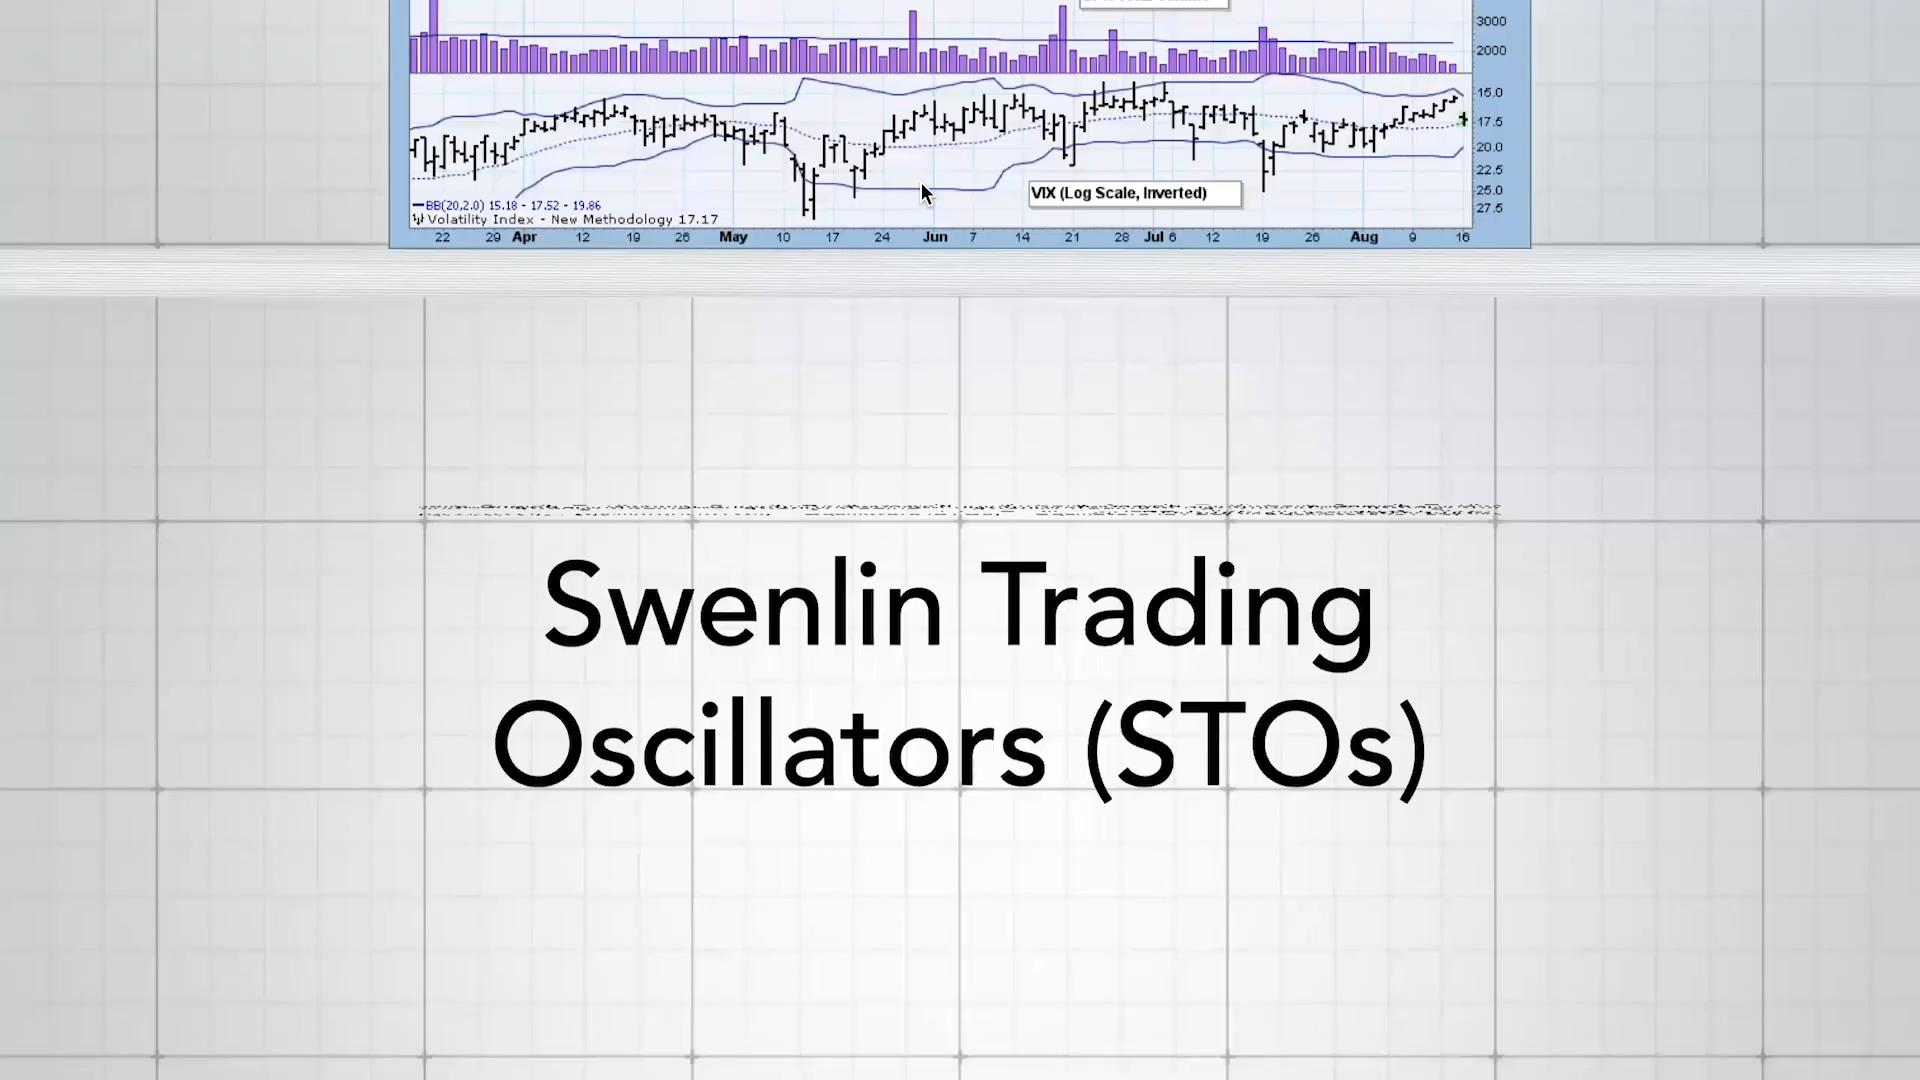 3000
2000
15.0
17.5
20.0
22.5
25.0
27.5
VIX (Log Scale, Inverted)
BB(20,2.0) 15.18 - 17.52 - 19.86
Volatility Index - New Methodology 17.17
22 29 Apr 12 19 26 May 10 17 24 Jun 7 14 21 28 Jul 6 12 19 26 Aug 9 16
Swenlin Trading
Oscillators (STOs)